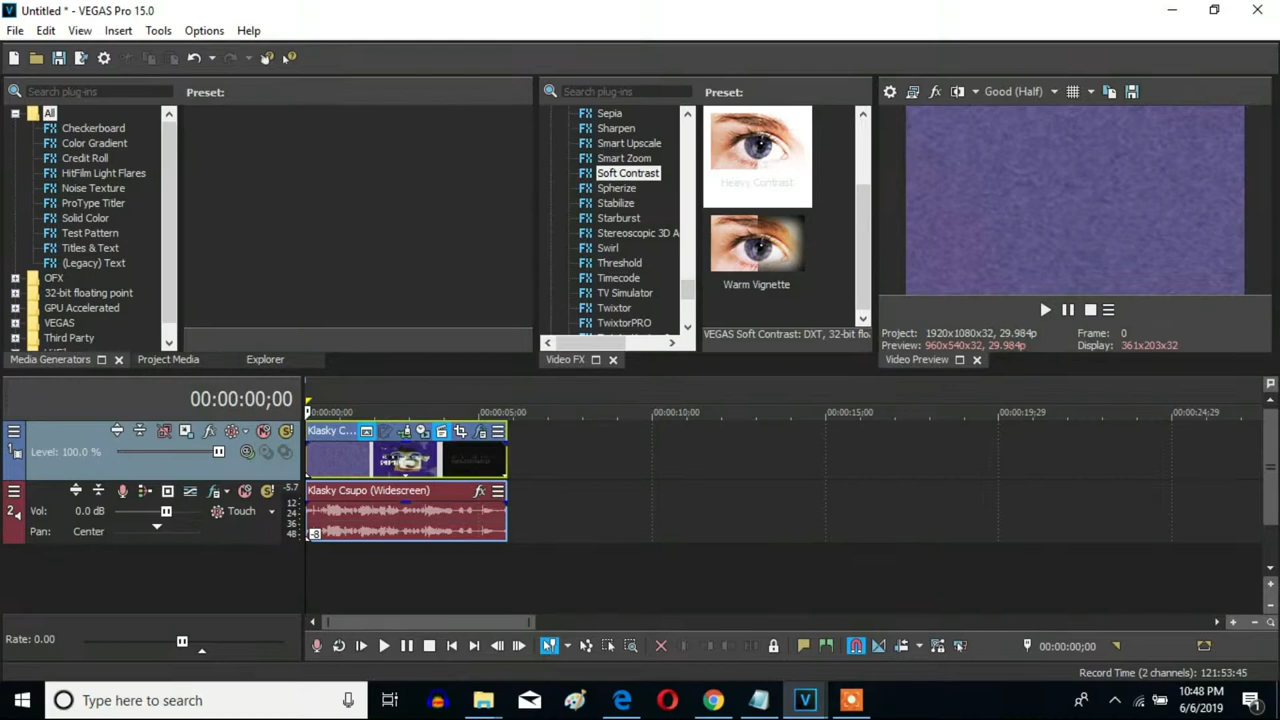 Untitled * - VEGAS Pro 15.0
File Edit View Insert Tools Options Help
Search plug-ins
Preset:
All
Checkerboard
Color Gradient
Credit Roll
HitFilm Light Flares
Noise Texture
ProType Titler
Solid Color
Test Pattern
Titles & Text
(Legacy) Text
OFX
32-bit floating point
GPU Accelerated
VEGAS
Third Party
Media Generators
Project Media
Explorer
Search plug-ins
Preset:
Sepia
Sharpen
Smart Upscale
Smart Zoom
Soft Contrast
Spherize
Stabilize
Starburst
Stereoscopic 3D A
Swirl
Threshold
Timecode
TV Simulator
Twixtor
TwixtorPRO
Heavy Contrast
Warm Vignette
VEGAS Soft Contrast: DXT, 32-bit flo
Video FX
Good (Half)
Project: 1920x1080x32, 29.984p
Frame: 0
Preview: 960x540x32, 29.984p
Display: 361x203x32
Video Preview
00:00:00;00
00:00:00;00 00:00:05;00 00:00:10;00 00:00:15;00 00:00:19;29 00:00:24;29
1
Level: 100.0 %
Klasky C...
2
Vol: 0.0 dB
Touch
Pan: Center
-5.7
12
24
36
48
Klasky Csupo (Widescreen)
-3
Rate: 0.00
00:00:00;00
Record Time (2 channels): 121:53:45
Type here to search
10:48 PM
6/6/2019
1